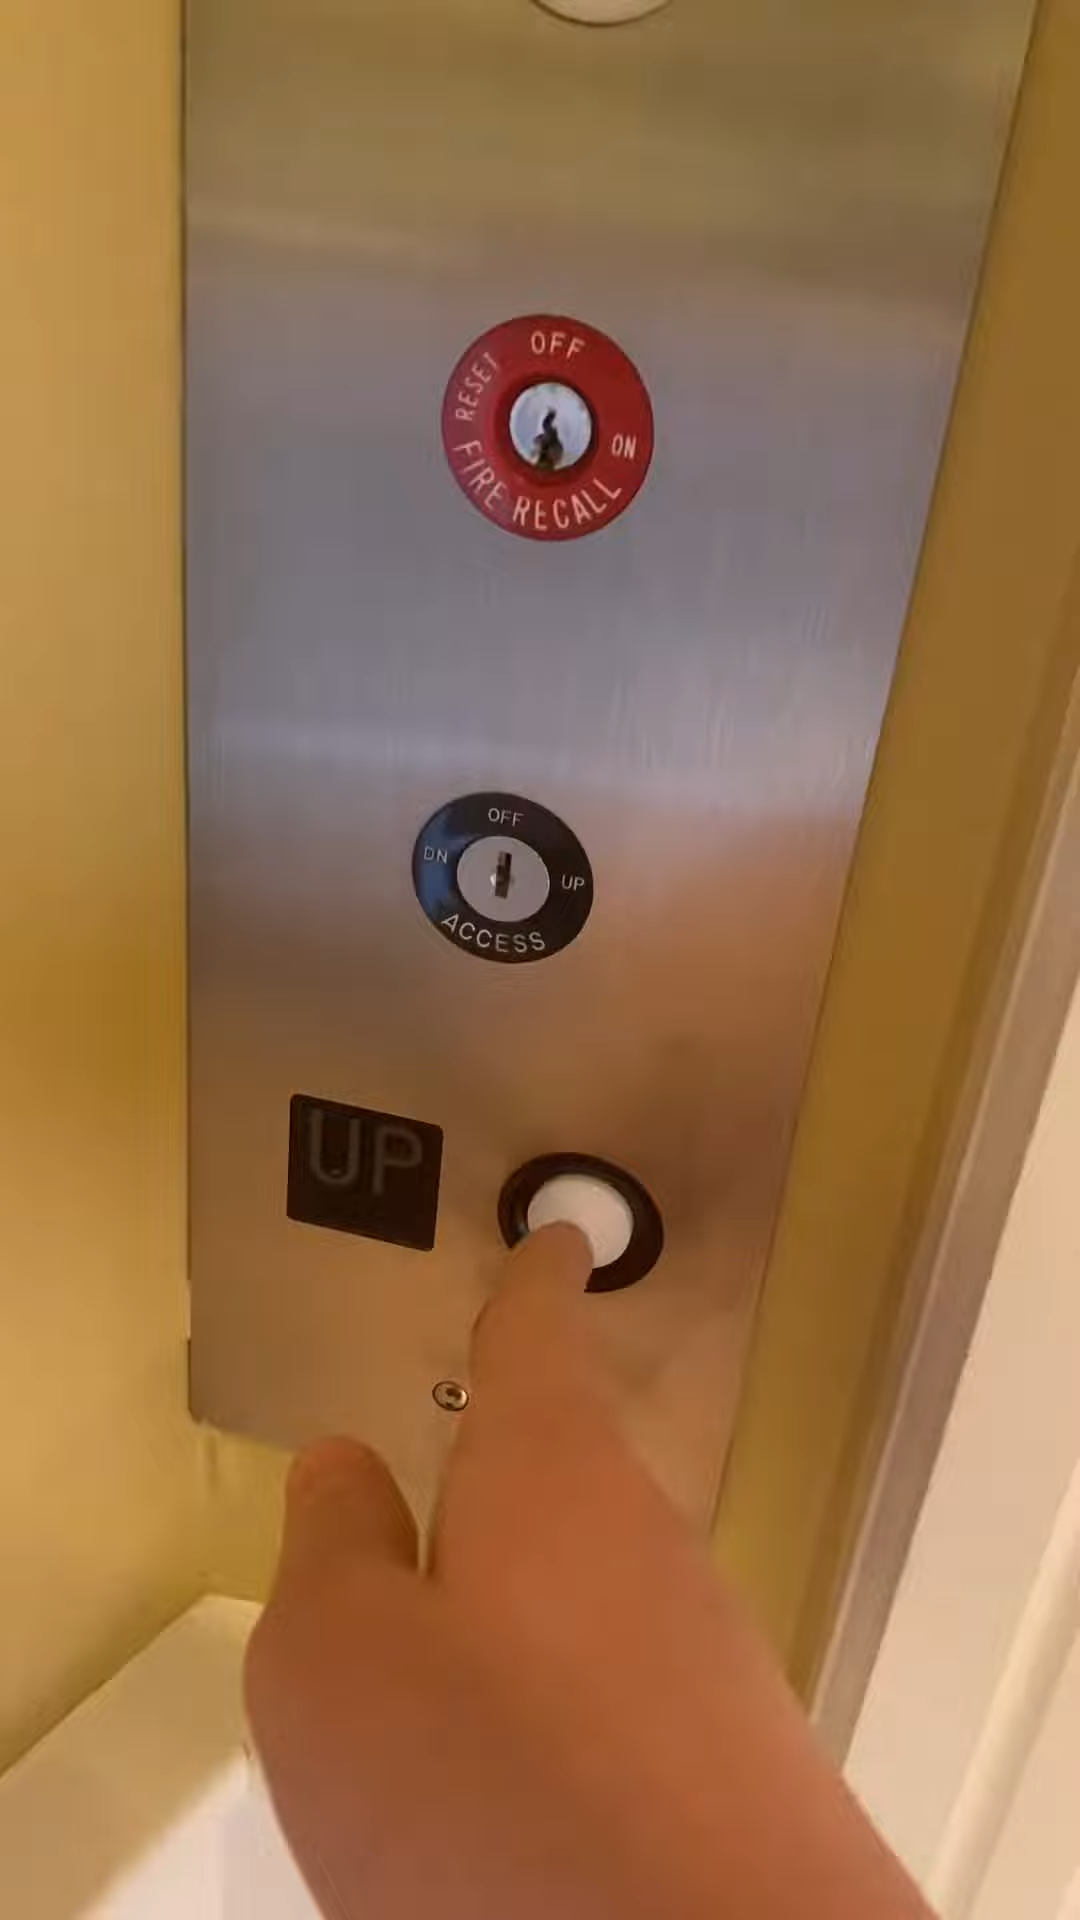 OFF
RESET
ON
FIRE RECALL
OFF
DN
UP
ACCESS
UP